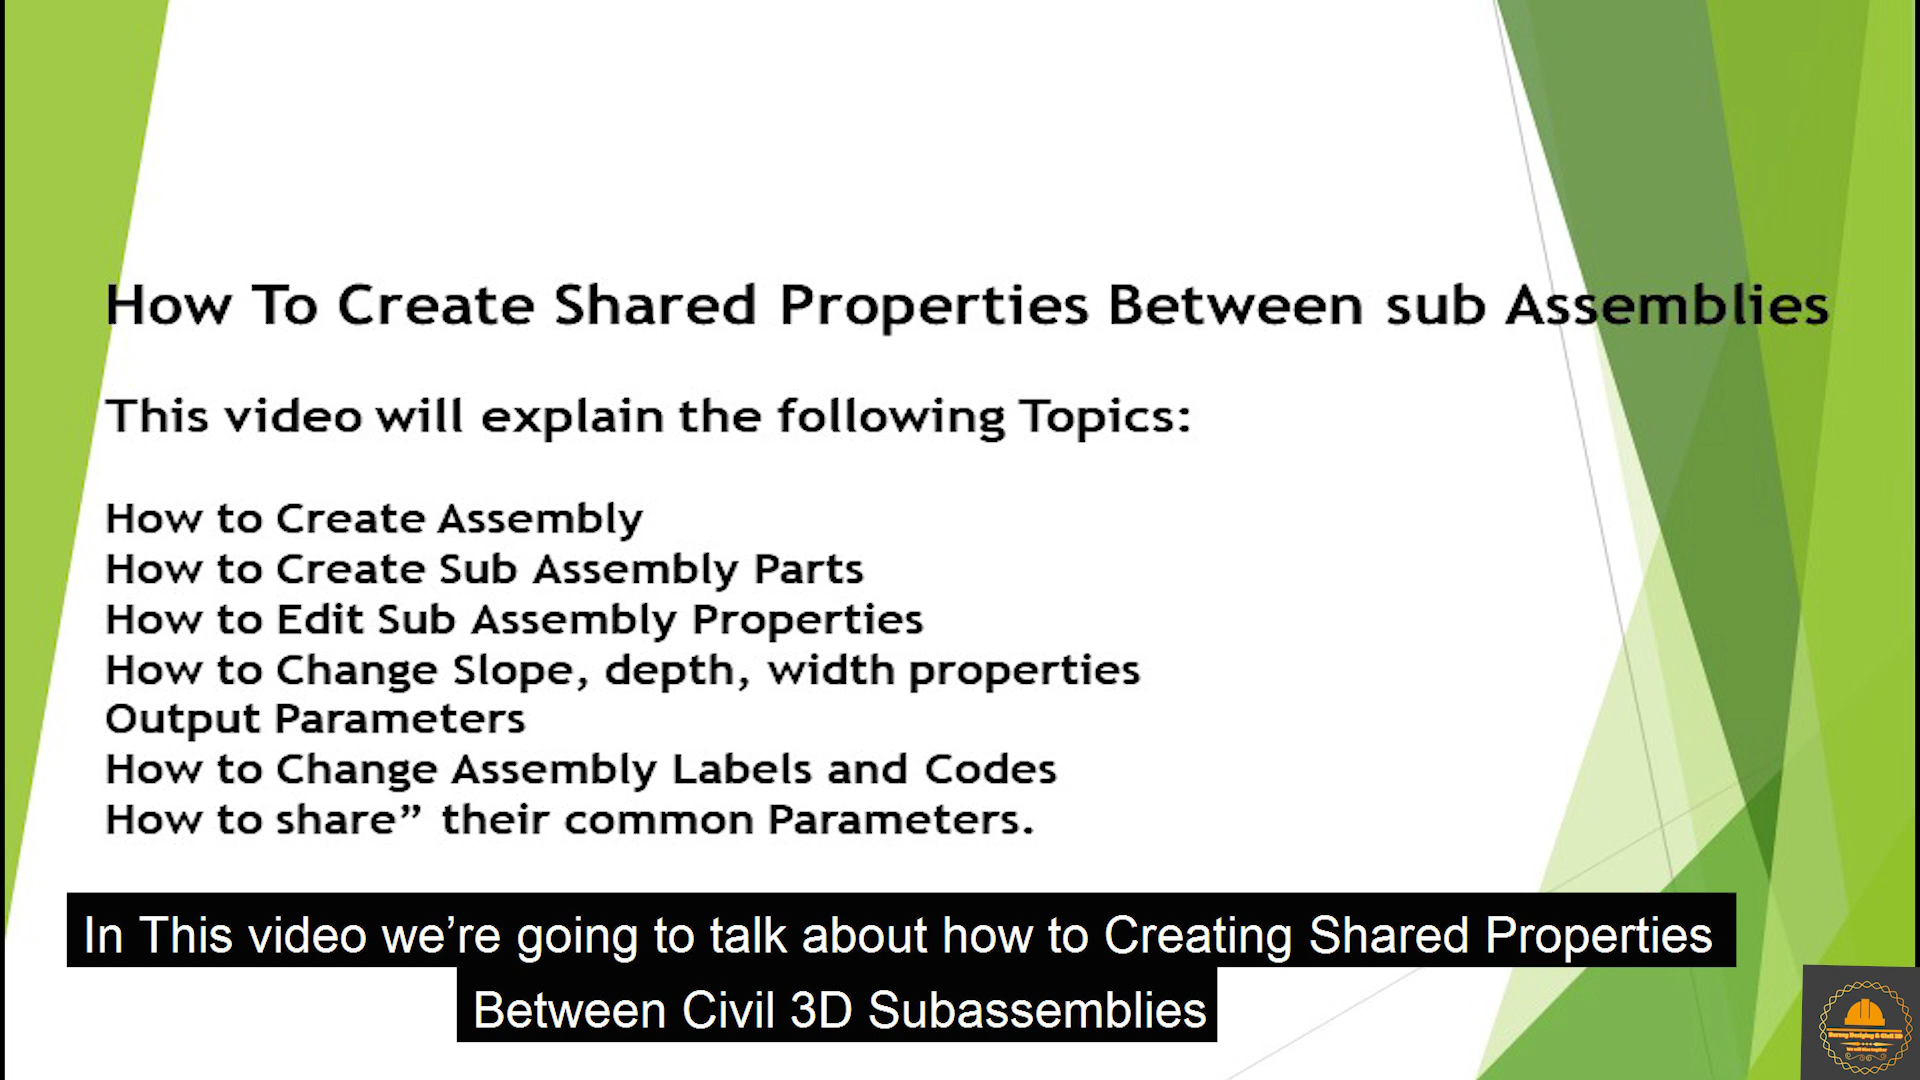 How To Create Shared Properties Between sub Assemblies
This video will explain the following Topics:
How to Create Assembly
How to Create Sub Assembly Parts
How to Edit Sub Assembly Properties
How to Change Slope, depth, width properties
Output Parameters
How to Change Assembly Labels and Codes
How to share” their common Parameters.
In This video we’re going to talk about how to Creating Shared Properties
Between Civil 3D Subassemblies